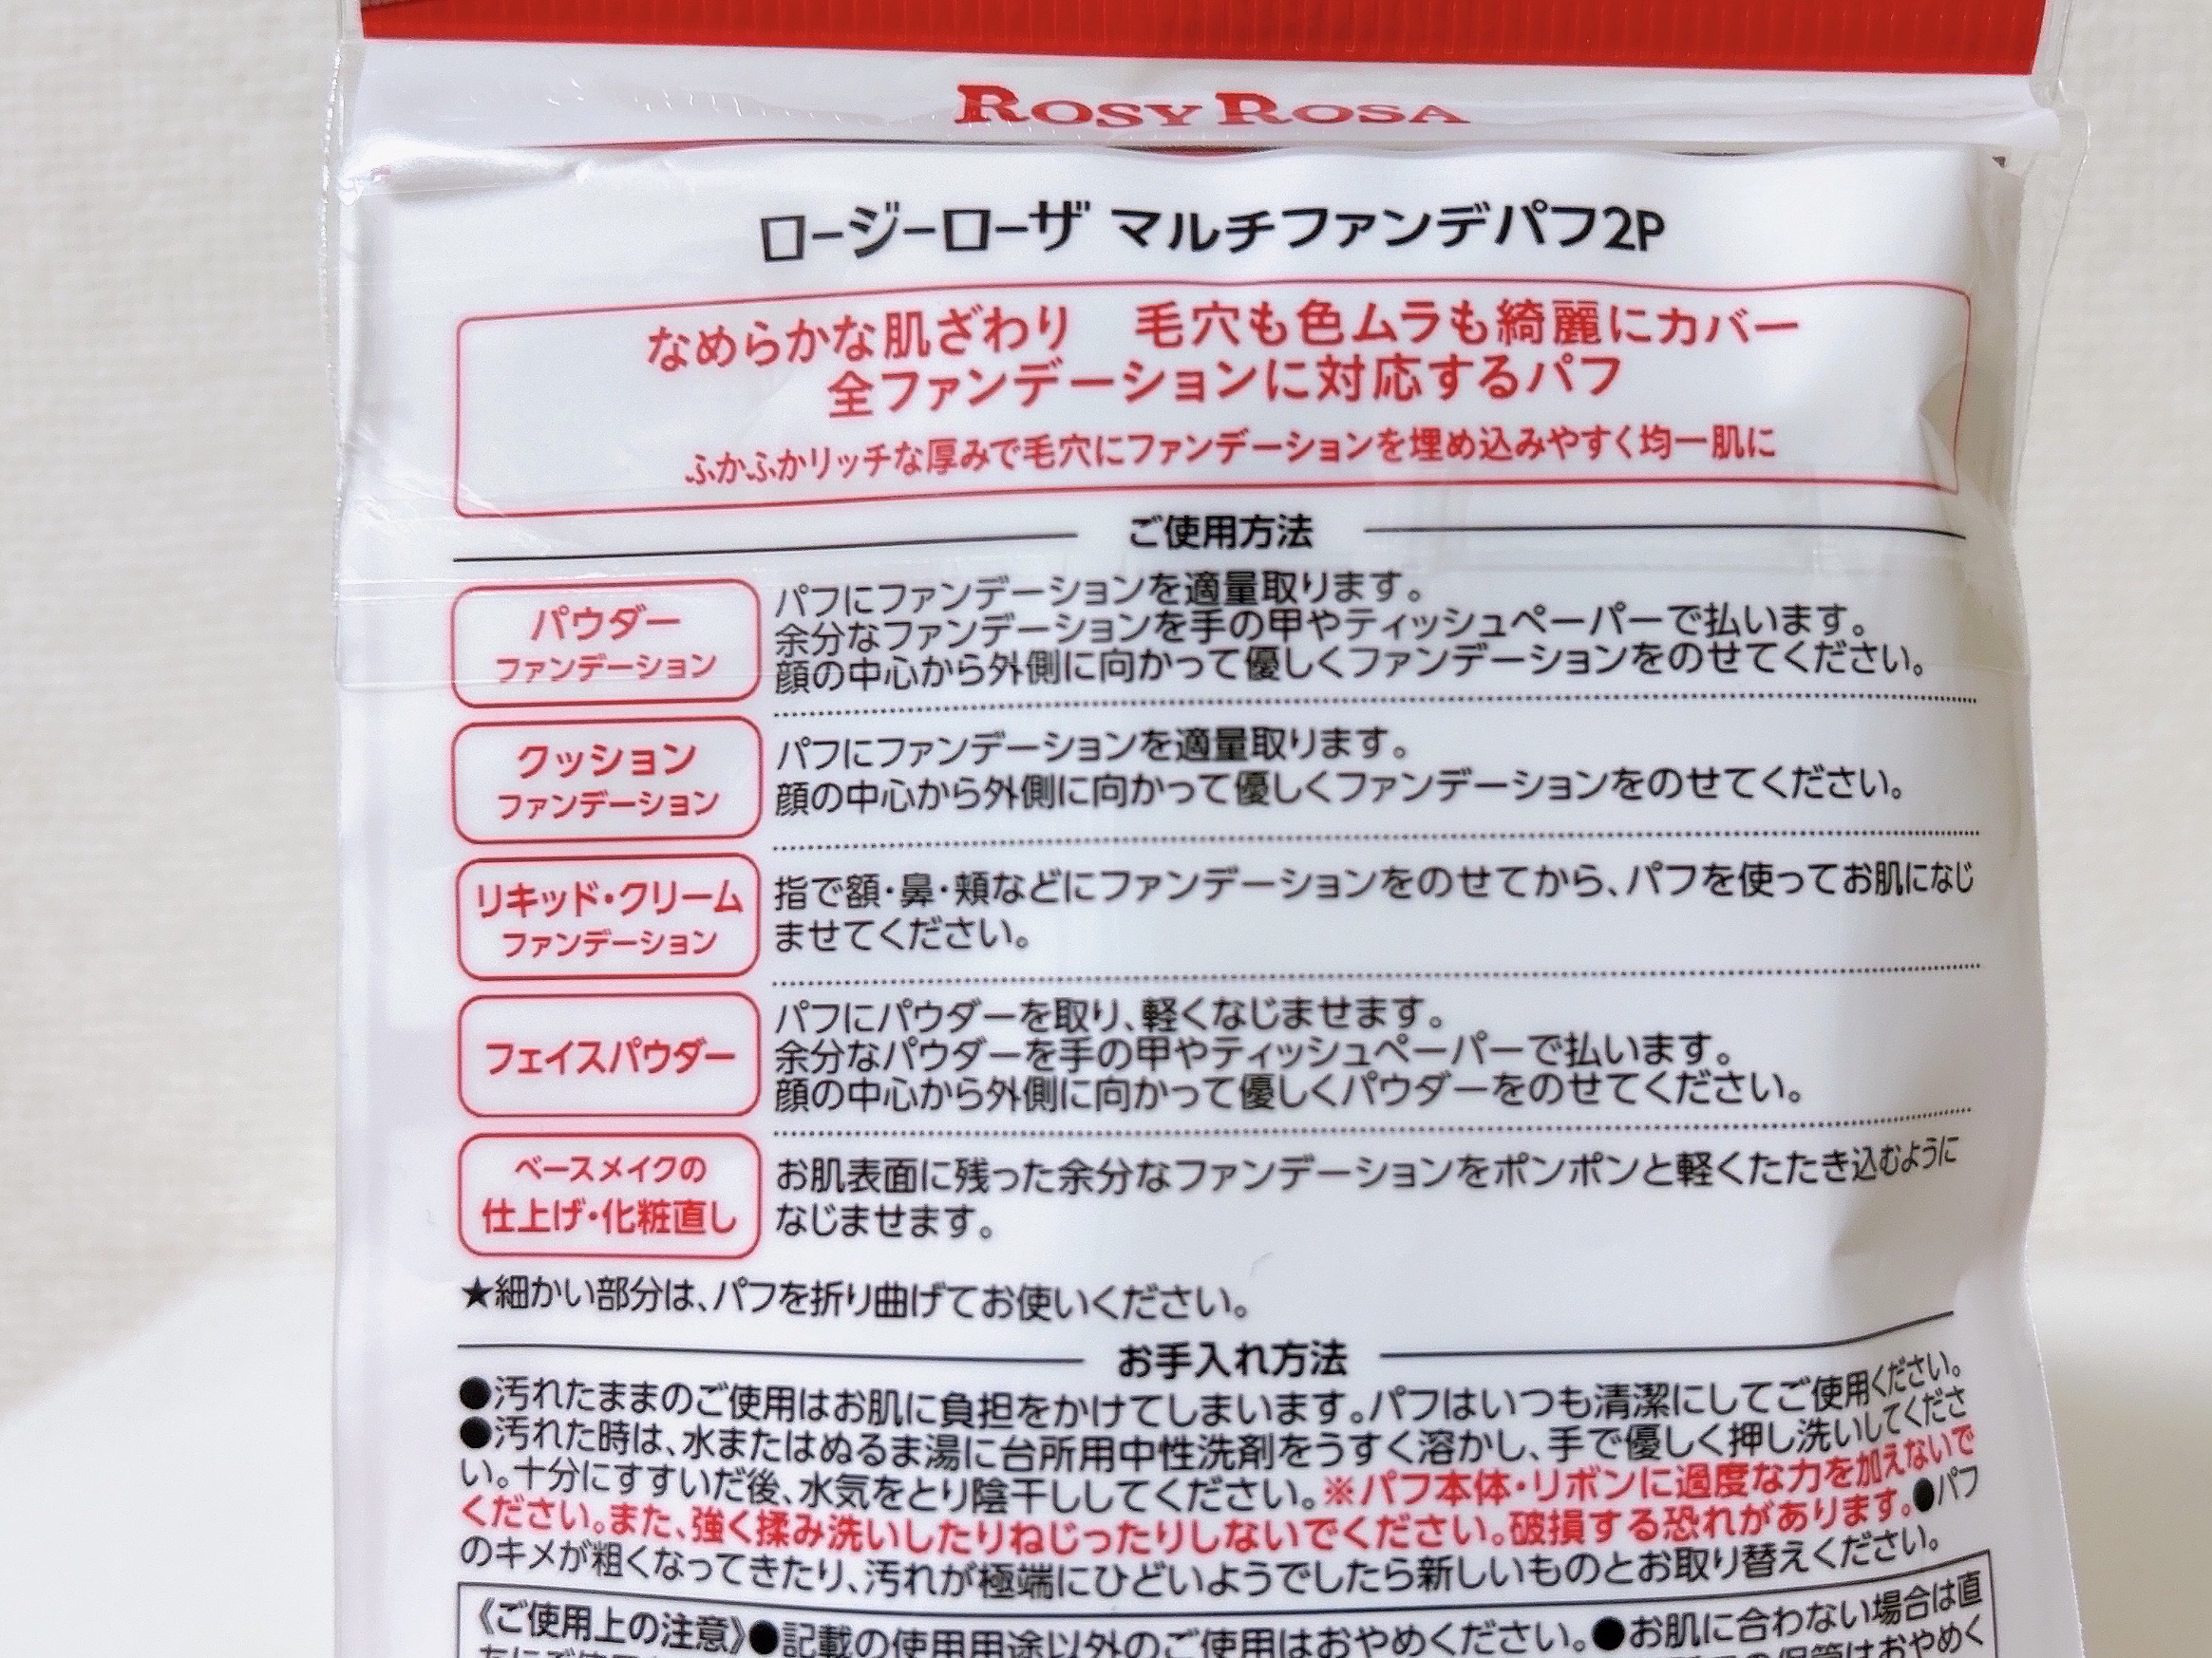 ROSY ROSA
ロージーローザ マルチファンデパフ2P
なめらかな肌ざわり 毛穴も色ムラも綺麗にカバー
全ファンデーションに対応するパフ
ふかふかリッチな厚みで毛穴にファンデーションを埋め込みやすく均一肌に
ご使用方法
パウダー
ファンデーション
パフにファンデーションを適量取ります。
余分なファンデーションを手の甲やティッシュペーパーで払います。
顔の中心から外側に向かって優しくファンデーションをのせてください。
クッション
ファンデーション
パフにファンデーションを適量取ります。
顔の中心から外側に向かって優しくファンデーションをのせてください。
リキッド・クリーム
ファンデーション
指で額・鼻・頬などにファンデーションをのせてから、パフを使ってお肌になじ
ませてください。
フェイスパウダー
パフにパウダーを取り、軽くなじませます。
余分なパウダーを手の甲やティッシュペーパーで払います。
顔の中心から外側に向かって優しくパウダーをのせてください。
ベースメイクの
仕上げ・化粧直し
お肌表面に残った余分なファンデーションをポンポンと軽くたたき込むように
なじませます。
★細かい部分は、パフを折り曲げてお使いください。
お手入れ方法
●汚れたままのご使用はお肌に負担をかけてしまいます。パフはいつも清潔にしてご使用ください。
●汚れた時は、水またはぬるま湯に台所用中性洗剤をうすく溶かし、手で優しく押し洗いしてくださ
い。十分にすすいだ後、水気をとり陰干ししてください。※パフ本体・リボンに過度な力を加えないで
ください。また、強く揉み洗いしたりねじったりしないでください。破損する恐れがあります。●パフ
のキメが粗くなってきたり、汚れが極端にひどいようでしたら新しいものとお取り替えください。
《ご使用上の注意》●記載の使用用途以外のご使用はおやめください。●お肌に合わない場合は直